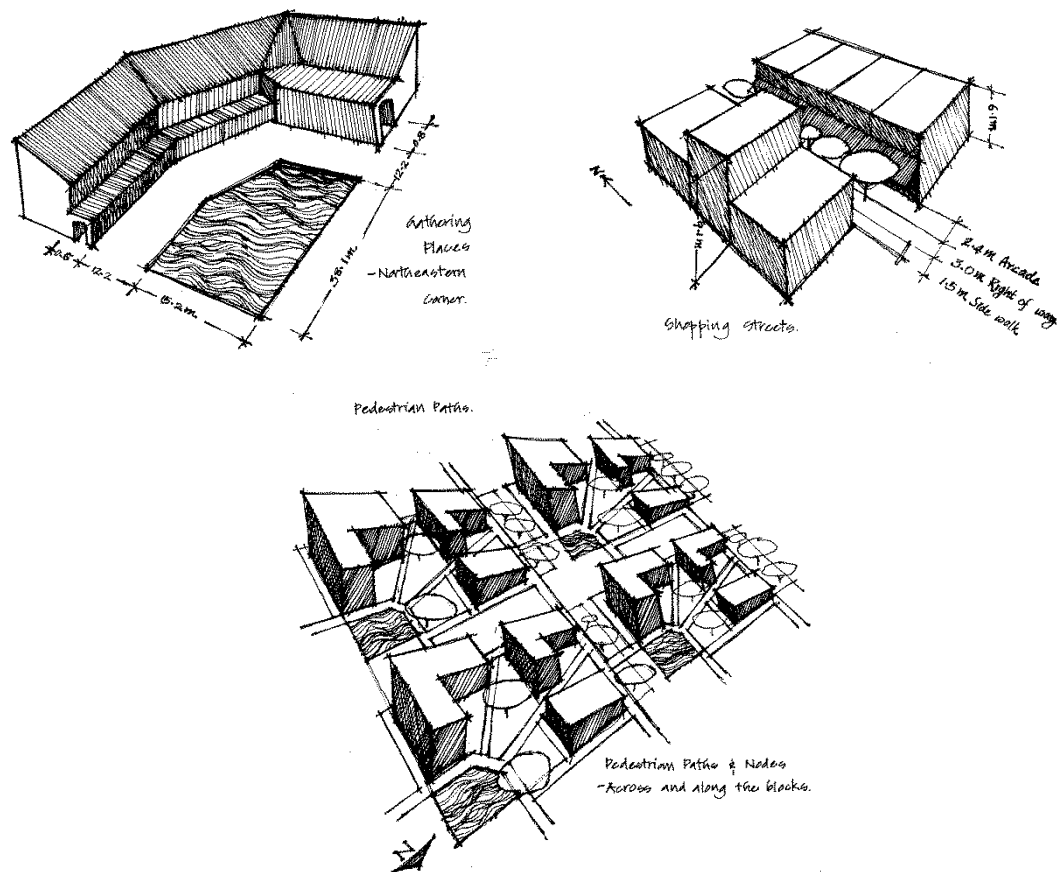 Gathering
Places
-Northeastern
Corner.
12.2
0.8
38.1m
0.8
12.2
15.2m
N
6.1m
2.4m Arcade
3.0m Right of way
1.5m Side walk
Shopping streets.
Pedestrian Paths.
Pedestrian Paths & Nodes
-Across and along the blocks.
N